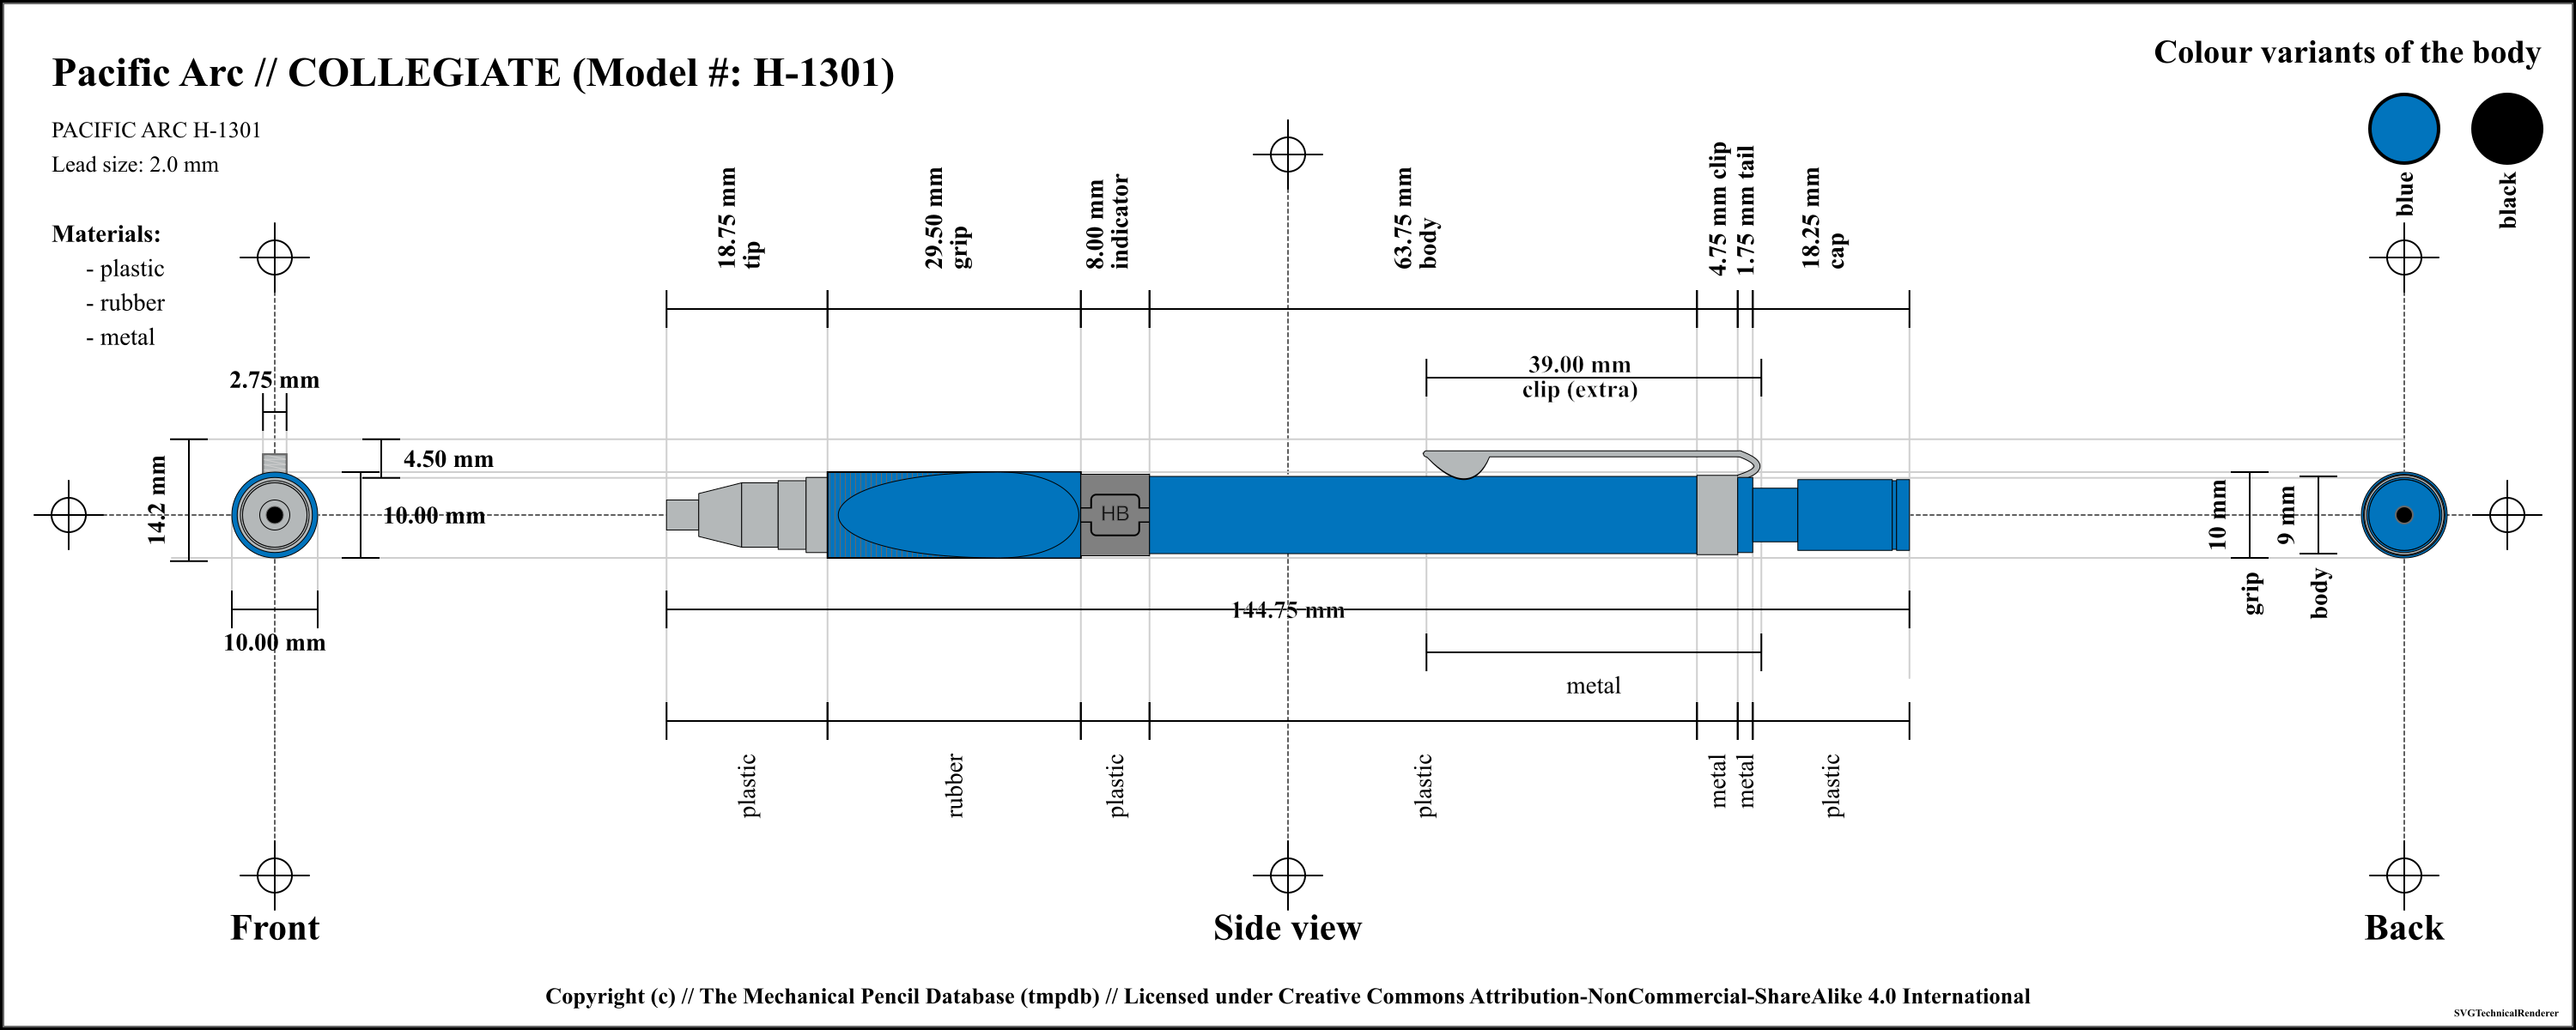 Pacific Arc // COLLEGIATE (Model #: H-1301)
Colour variants of the body
PACIFIC ARC H-1301
Lead size: 2.0 mm
blue
black
Materials:
- plastic
- rubber
- metal
18.75 mm
tip
29.50 mm
grip
8.00 mm
indicator
63.75 mm
body
4.75 mm clip
1.75 mm tail
18.25 mm
cap
39.00 mm
clip (extra)
2.75 mm
4.50 mm
14.2 mm
10.00 mm
10.00 mm
HB
10 mm
grip
9 mm
body
144.75 mm
metal
plastic
rubber
plastic
plastic
metal
metal
plastic
Front
Side view
Back
Copyright (c) // The Mechanical Pencil Database (tmpdb) // Licensed under Creative Commons Attribution-NonCommercial-ShareAlike 4.0 International
SVGTechnicalRenderer